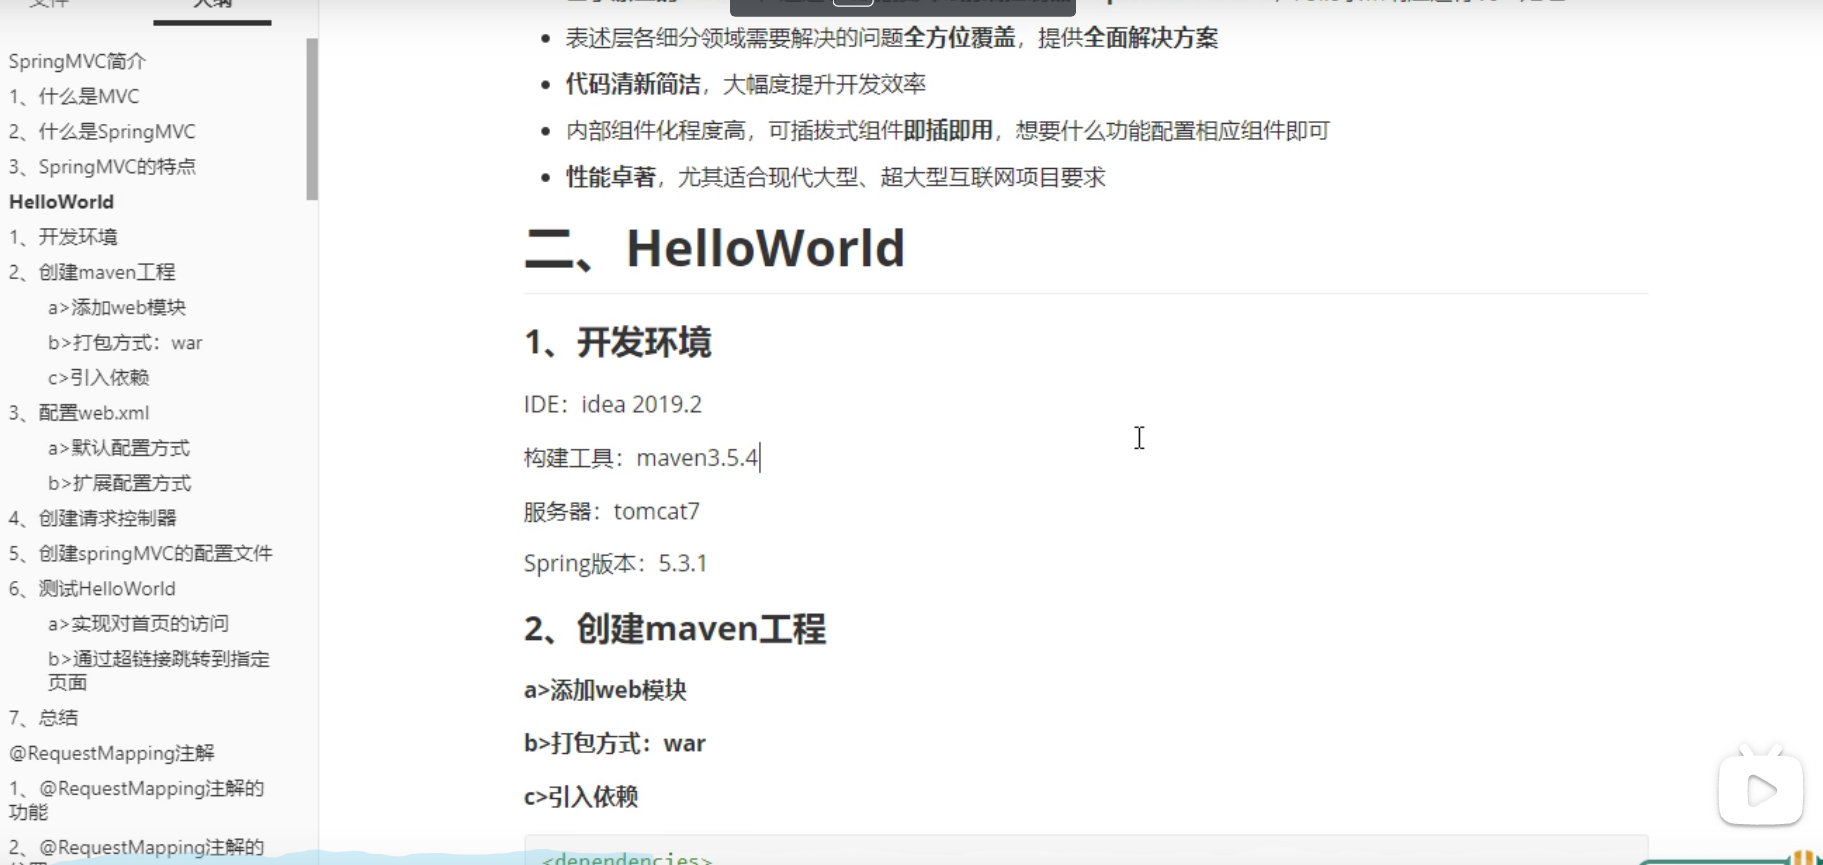 文件
大纲
SpringMVC简介
1、什么是MVC
2、什么是SpringMVC
3、SpringMVC的特点
HelloWorld
1、开发环境
2、创建maven工程
a>添加web模块
b>打包方式：war
c>引入依赖
3、配置web.xml
a>默认配置方式
b>扩展配置方式
4、创建请求控制器
5、创建springMVC的配置文件
6、测试HelloWorld
a>实现对首页的访问
b>通过超链接跳转到指定
页面
7、总结
@RequestMapping注解
1、@RequestMapping注解的
功能
2、@RequestMapping注解的
表述层各细分领域需要解决的问题全方位覆盖，提供全面解决方案
代码清新简洁，大幅度提升开发效率
内部组件化程度高，可插拔式组件即插即用，想要什么功能配置相应组件即可
性能卓著，尤其适合现代大型、超大型互联网项目要求
二、HelloWorld
1、开发环境
IDE：idea 2019.2
构建工具：maven3.5.4
服务器：tomcat7
Spring版本：5.3.1
2、创建maven工程
a>添加web模块
b>打包方式：war
c>引入依赖
<dependencies>